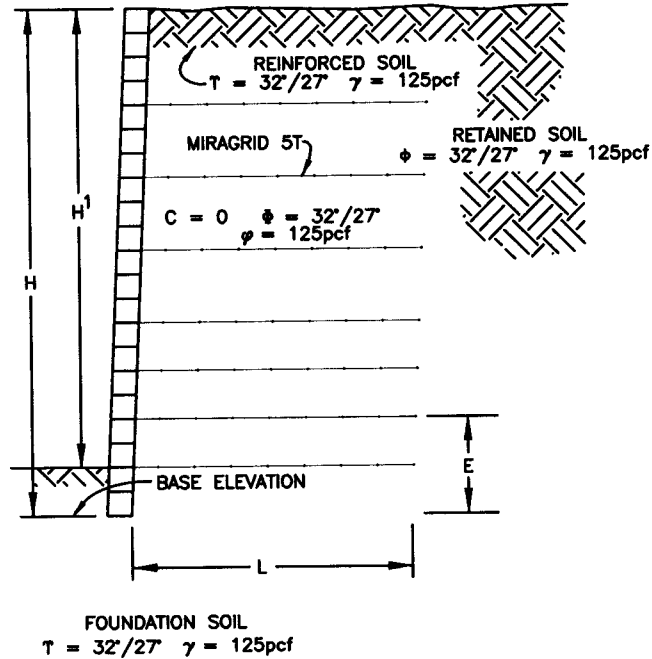 REINFORCED SOIL
T = 32°/27° γ = 125pcf
MIRAGRID 5T
RETAINED SOIL
ϕ = 32°/27° γ = 125pcf
C = 0 Φ = 32°/27°
φ = 125pcf
H¹
H
E
BASE ELEVATION
L
FOUNDATION SOIL
T = 32°/27° γ = 125pcf